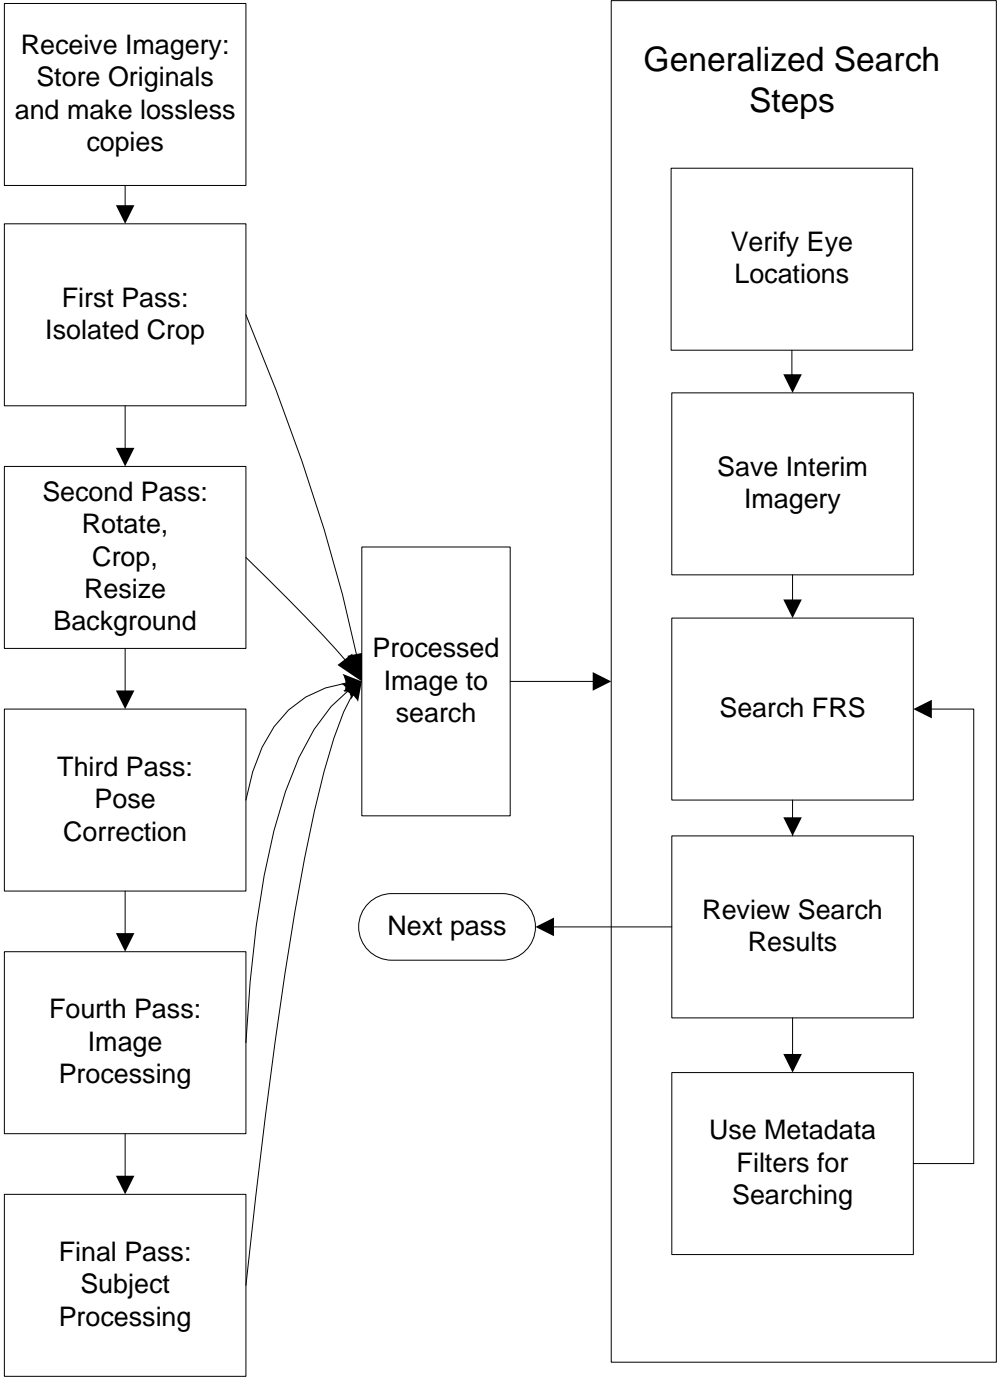 Receive Imagery:
Store Originals
and make lossless
copies
First Pass:
Isolated Crop
Second Pass:
Rotate,
Crop,
Resize
Background
Third Pass:
Pose
Correction
Fourth Pass:
Image
Processing
Final Pass:
Subject
Processing
Processed
Image to
search
Next pass
Generalized Search
Steps
Verify Eye
Locations
Save Interim
Imagery
Search FRS
Review Search
Results
Use Metadata
Filters for
Searching